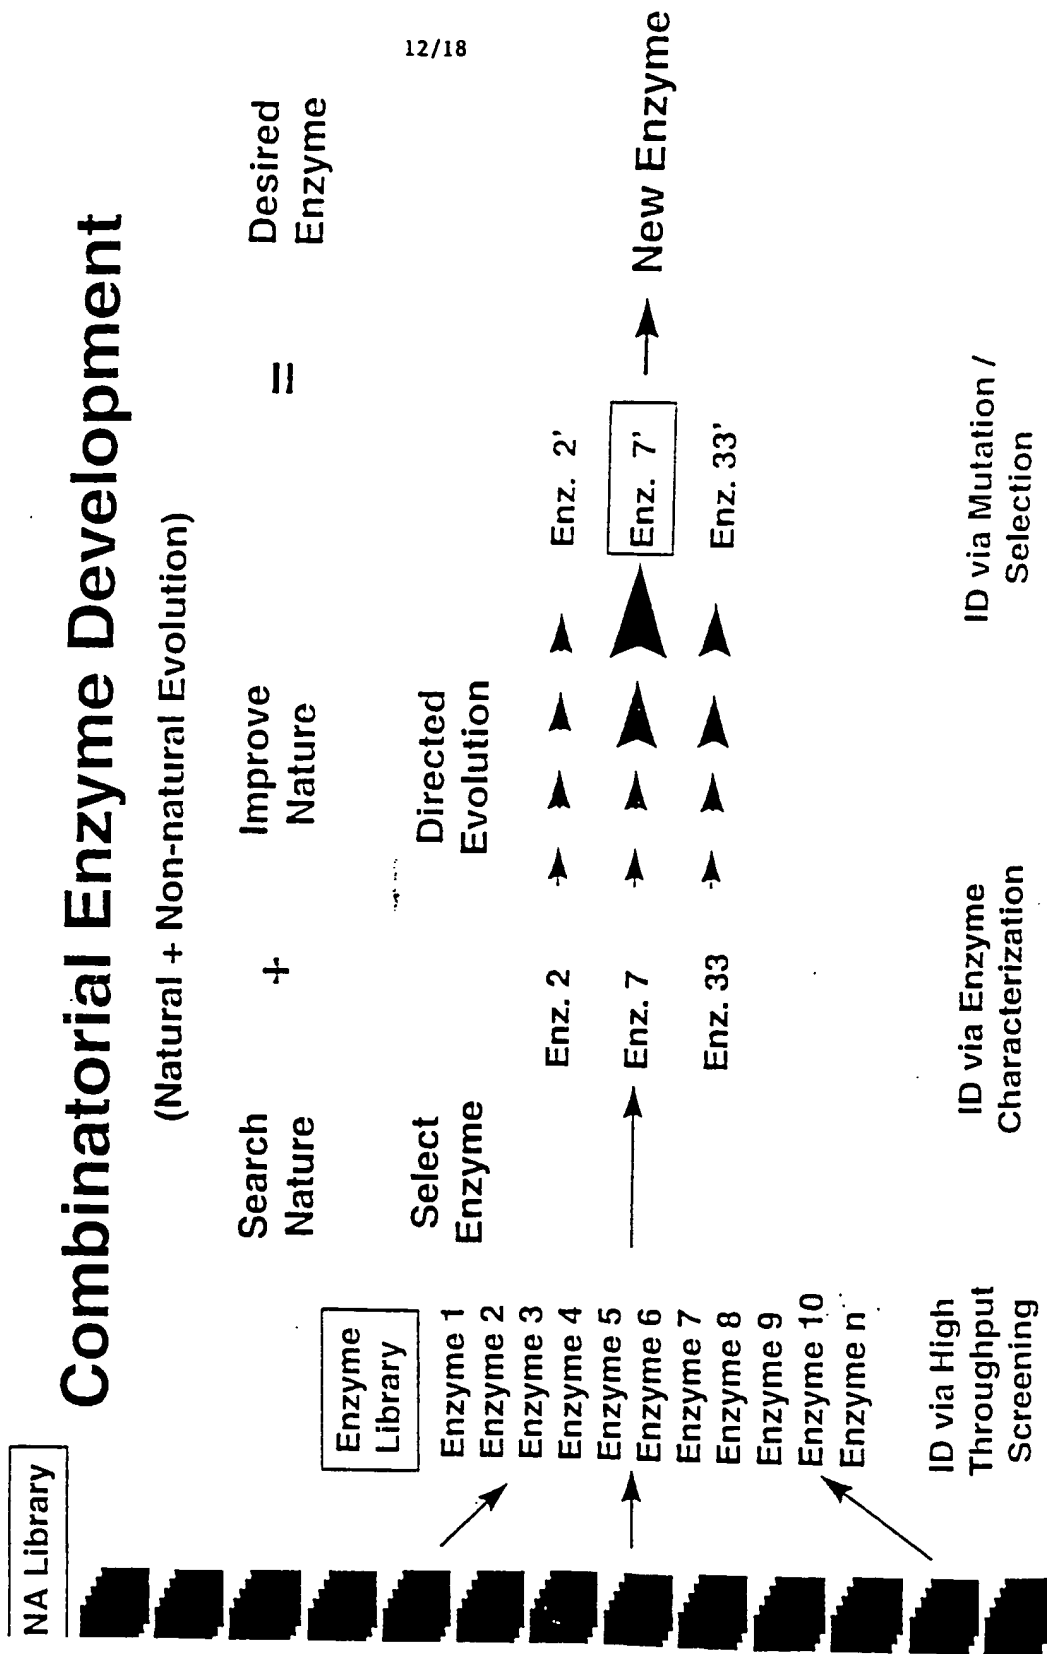 12/18
Combinatorial Enzyme Development
(Natural + Non-natural Evolution)
NA Library
Search
Nature
+
Improve
Nature
=
Desired
Enzyme
Enzyme
Library
Select
Enzyme
Directed
Evolution
Enzyme 1
Enzyme 2
Enzyme 3
Enzyme 4
Enzyme 5
Enzyme 6
Enzyme 7
Enzyme 8
Enzyme 9
Enzyme 10
Enzyme n
Enz. 2
Enz. 7
Enz. 33
Enz. 2'
Enz. 7'
Enz. 33'
New Enzyme
ID via High
Throughput
Screening
ID via Enzyme
Characterization
ID via Mutation /
Selection